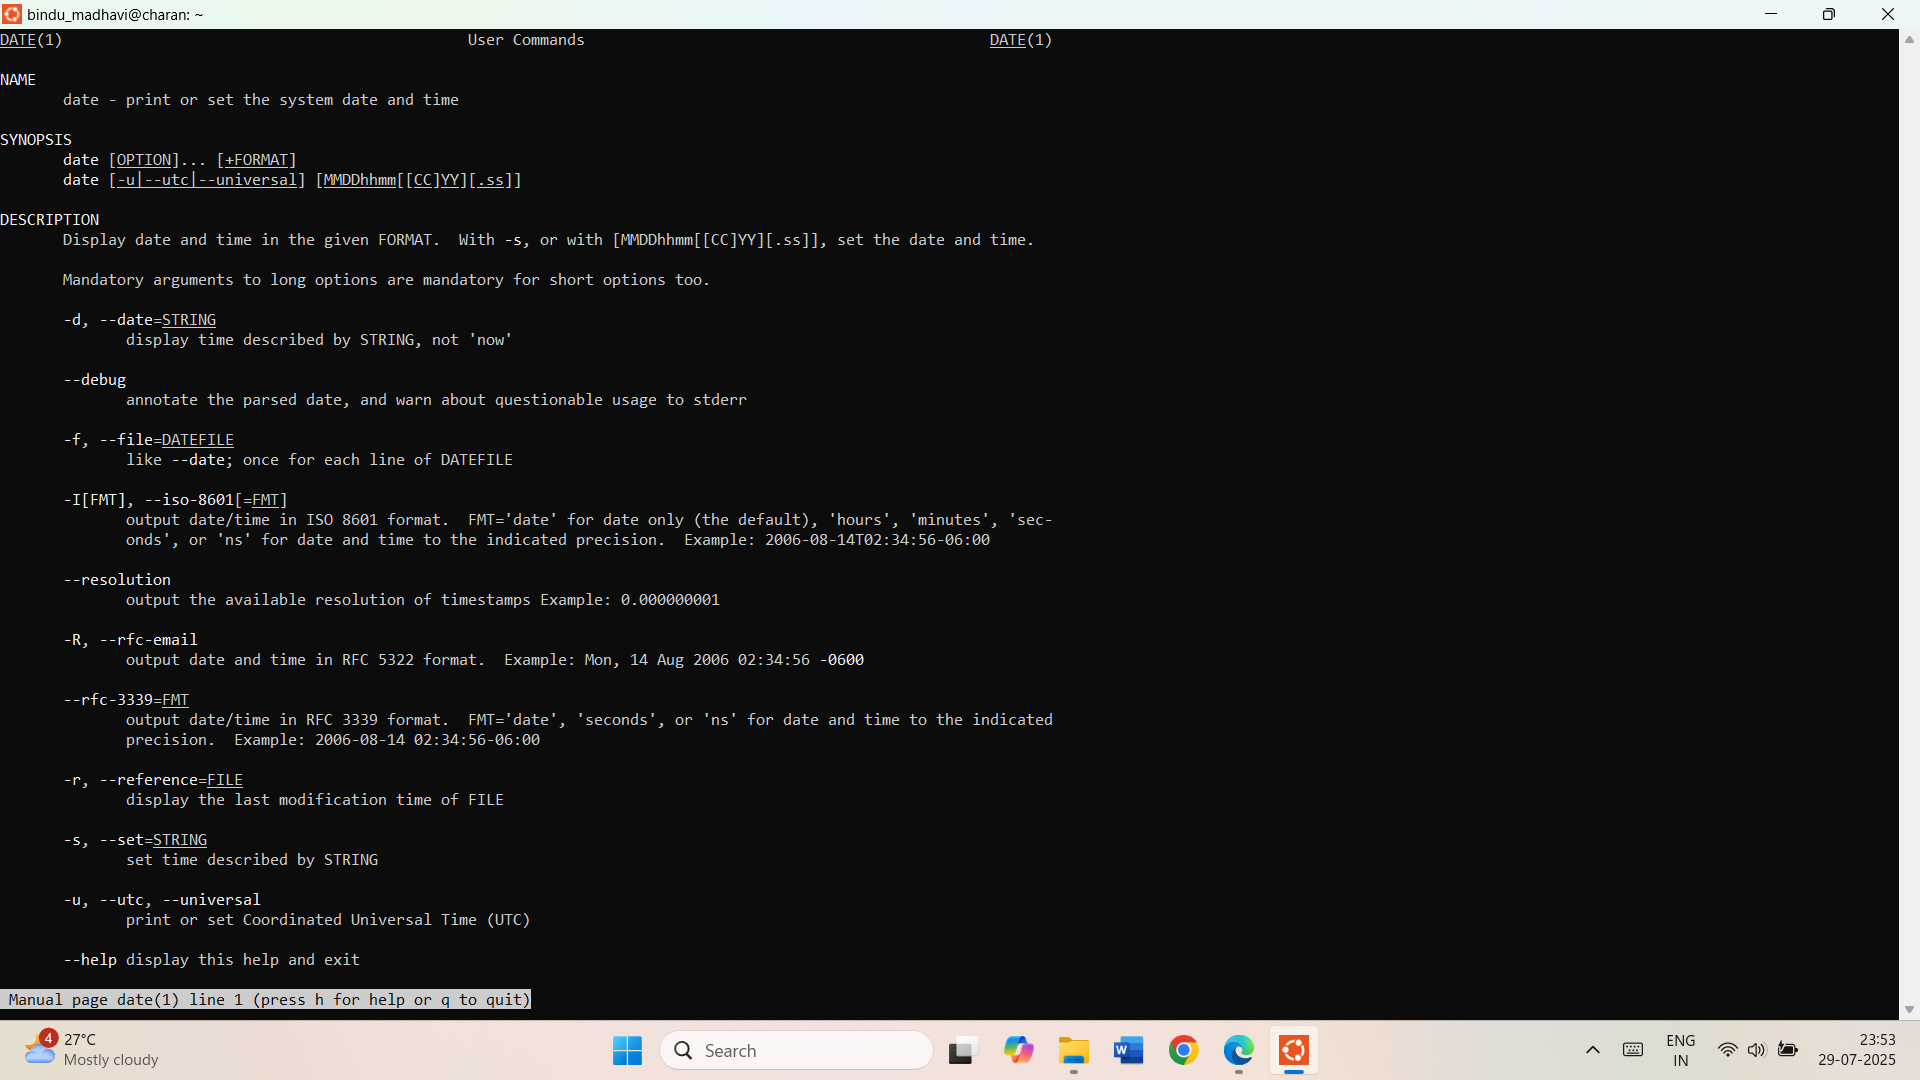 bindu_madhavi@charan: ~
DATE(1) User Commands DATE(1)
NAME
date - print or set the system date and time
SYNOPSIS
date [OPTION]... [+FORMAT]
date [-u|--utc|--universal] [MMDDhhmm[[CC]YY][.ss]]
DESCRIPTION
Display date and time in the given FORMAT.  With -s, or with [MMDDhhmm[[CC]YY][.ss]], set the date and time.
Mandatory arguments to long options are mandatory for short options too.
-d, --date=STRING
display time described by STRING, not 'now'
--debug
annotate the parsed date, and warn about questionable usage to stderr
-f, --file=DATEFILE
like --date; once for each line of DATEFILE
-I[FMT], --iso-8601[=FMT]
output date/time in ISO 8601 format.  FMT='date' for date only (the default), 'hours', 'minutes', 'sec-
onds', or 'ns' for date and time to the indicated precision.  Example: 2006-08-14T02:34:56-06:00
--resolution
output the available resolution of timestamps Example: 0.000000001
-R, --rfc-email
output date and time in RFC 5322 format.  Example: Mon, 14 Aug 2006 02:34:56 -0600
--rfc-3339=FMT
output date/time in RFC 3339 format.  FMT='date', 'seconds', or 'ns' for date and time to the indicated
precision.  Example: 2006-08-14 02:34:56-06:00
-r, --reference=FILE
display the last modification time of FILE
-s, --set=STRING
set time described by STRING
-u, --utc, --universal
print or set Coordinated Universal Time (UTC)
--help display this help and exit
Manual page date(1) line 1 (press h for help or q to quit)
4
27°C
Mostly cloudy
Search
W
ENG
IN
23:53
29-07-2025